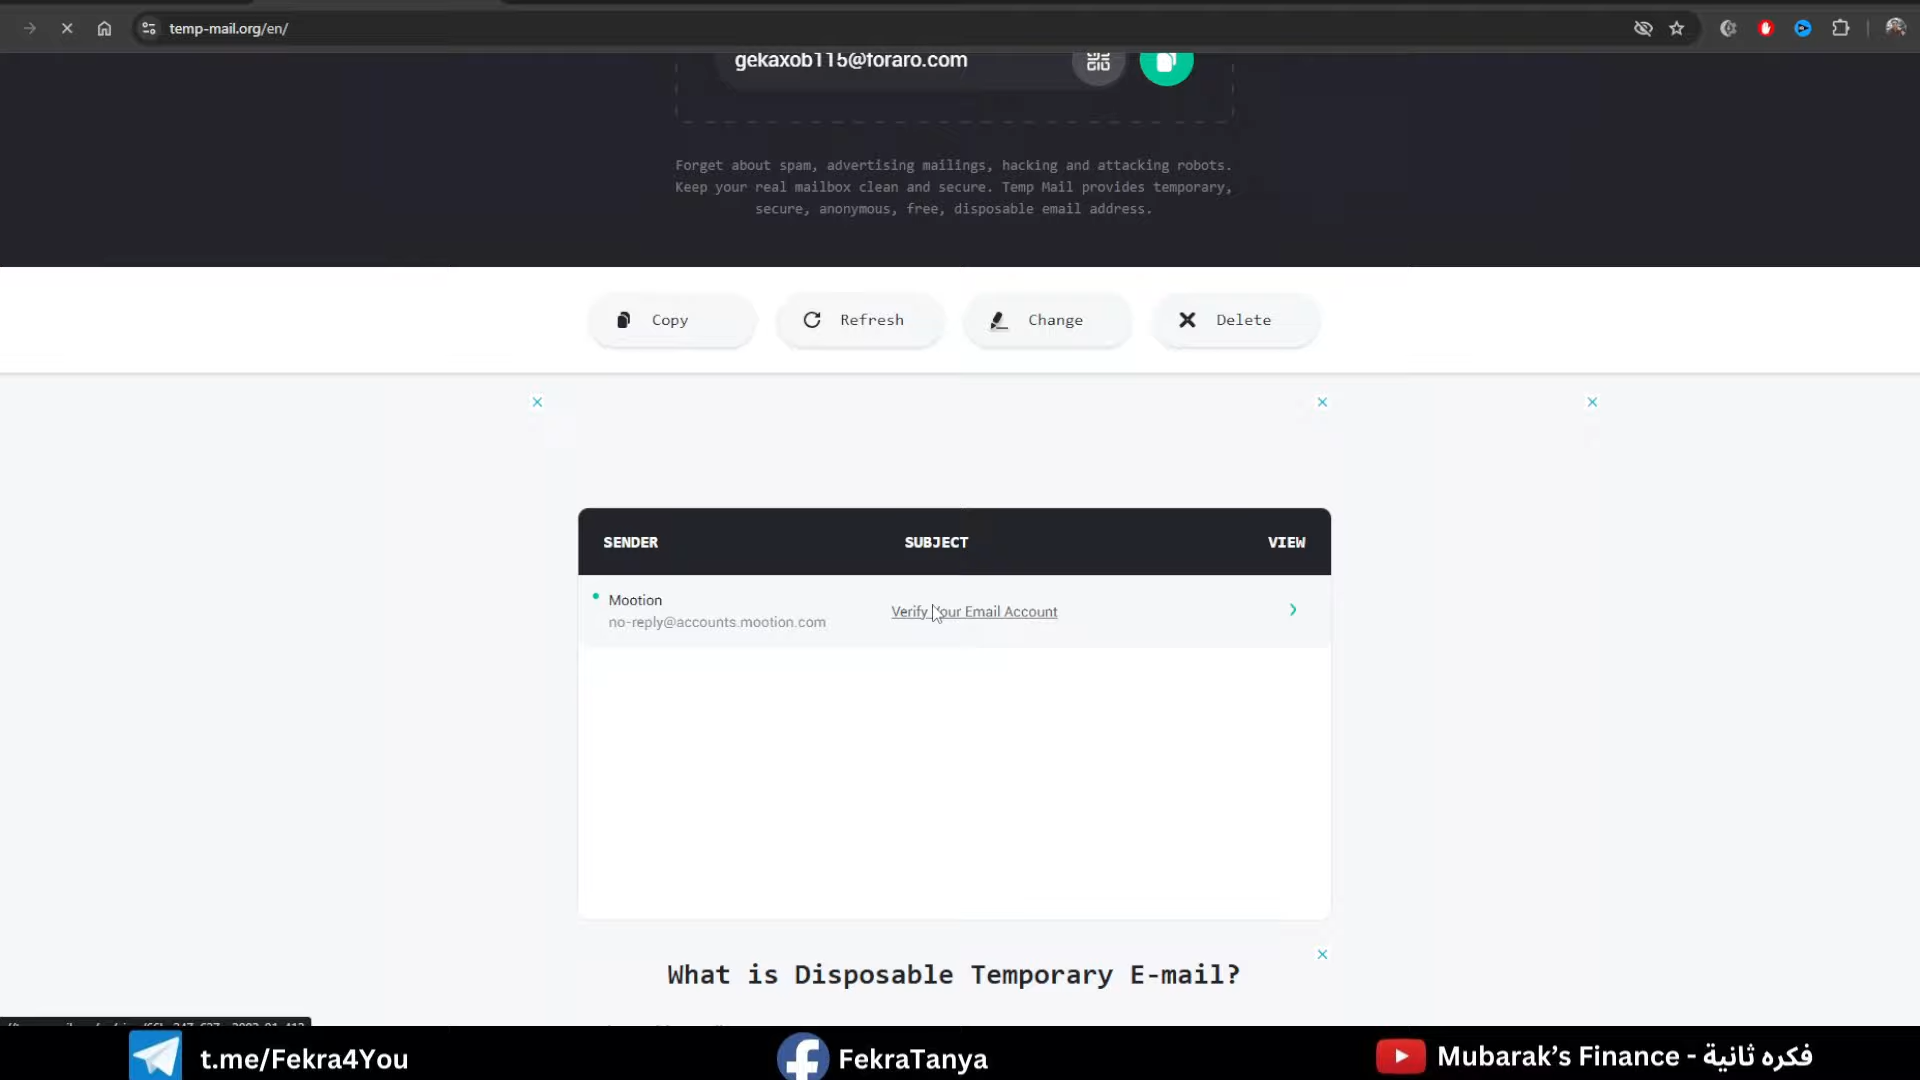 temp-mail.org/en/
gekaxob115@foraro.com
Forget about spam, advertising mailings, hacking and attacking robots.
Keep your real mailbox clean and secure. Temp Mail provides temporary,
secure, anonymous, free, disposable email address.
Copy
Refresh
Change
Delete
SENDER
SUBJECT
VIEW
Mootion
Verify Your Email Account
no-reply@accounts.mootion.com
What is Disposable Temporary E-mail?
t.me/Fekra4You
FekraTanya
Mubarak's Finance - فكره ثانية